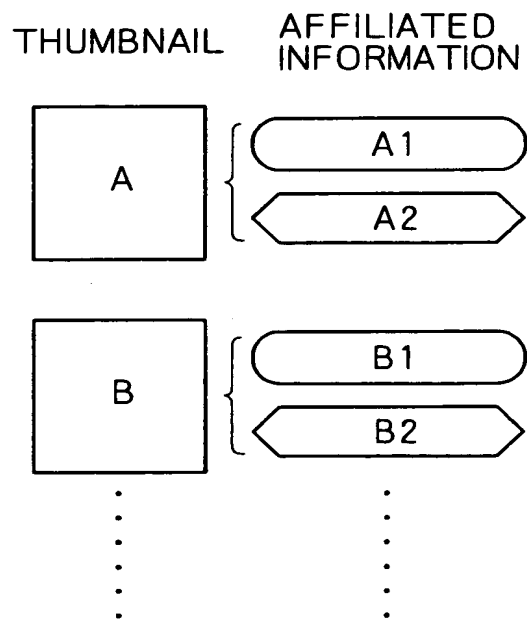 THUMBNAIL
AFFILIATED
INFORMATION
A
A1
A2
B
B1
B2